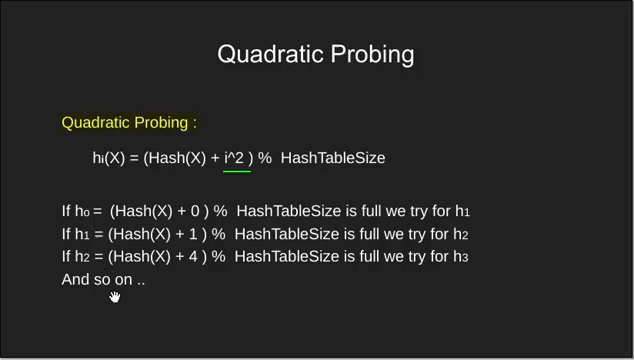 Quadratic Probing
Quadratic Probing :
hi(X) = (Hash(X) + i^2 ) % HashTableSize
If h0 = (Hash(X) + 0 ) % HashTableSize is full we try for h1
If h1 = (Hash(X) + 1 ) % HashTableSize is full we try for h2
If h2 = (Hash(X) + 4 ) % HashTableSize is full we try for h3
And so on ..